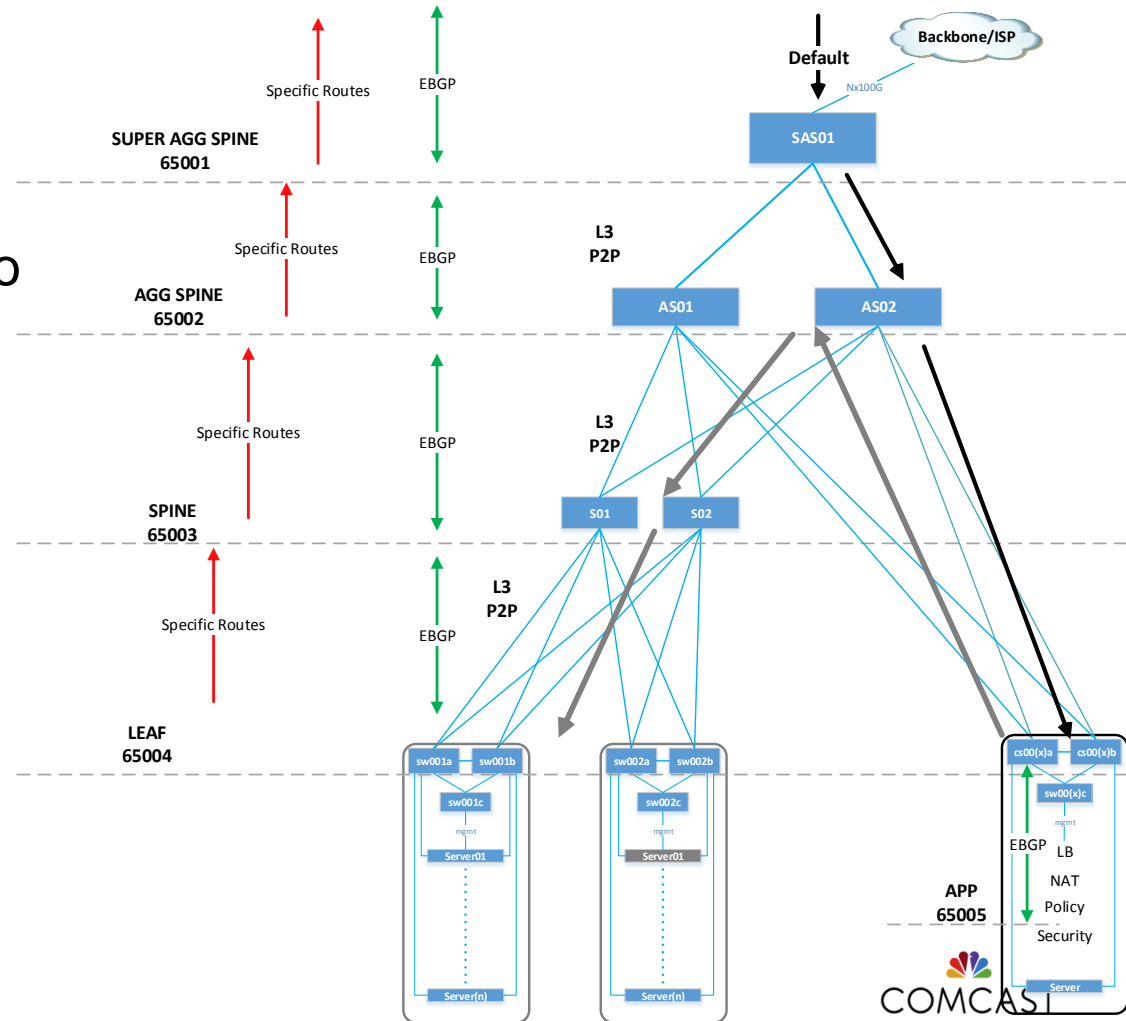 Backbone/ISP
Default
Specific Routes
EBGP
Nx100G
SUPER AGG SPINE
65001
SAS01
Specific Routes
EBGP
L3
P2P
o
AGG SPINE
65002
AS01
AS02
Specific Routes
EBGP
L3
P2P
SPINE
65003
S01
S02
Specific Routes
EBGP
L3
P2P
LEAF
65004
sw001a
sw001b
sw002a
sw002b
cs00(x)a
cs00(x)b
sw001c
sw002c
sw00(x)c
mgmt
mgmt
mgmt
Server01
Server01
EBGP
LB
NAT
APP
65005
Policy
Security
Server(n)
Server(n)
Server
COMCAST